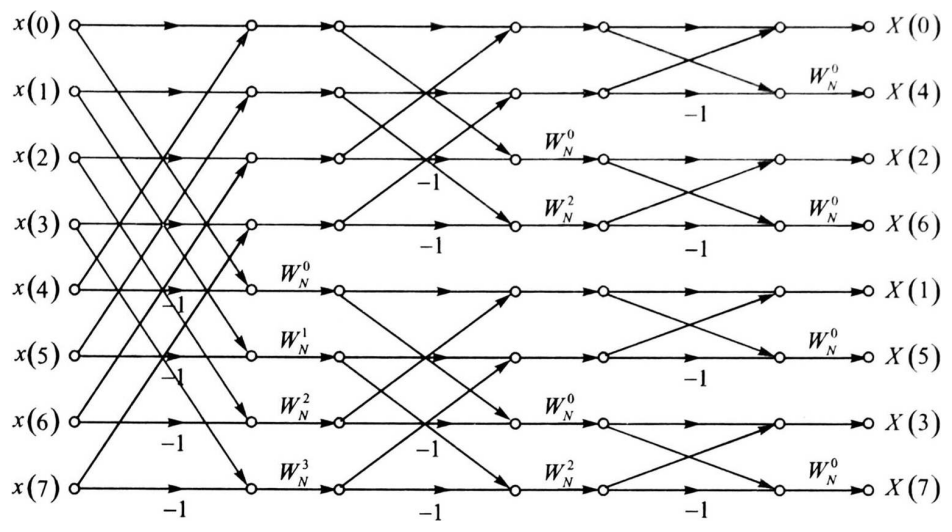 x(0) X(0)
W_N^0
x(1) X(4)
-1
x(2) W_N^0 X(2)
-1
x(3) W_N^2 W_N^0 X(6)
-1 -1
x(4) W_N^0 X(1)
-1
x(5) W_N^1 W_N^0 X(5)
-1 -1
x(6) W_N^2 W_N^0 X(3)
-1 -1
x(7) W_N^3 W_N^2 W_N^0 X(7)
-1 -1 -1